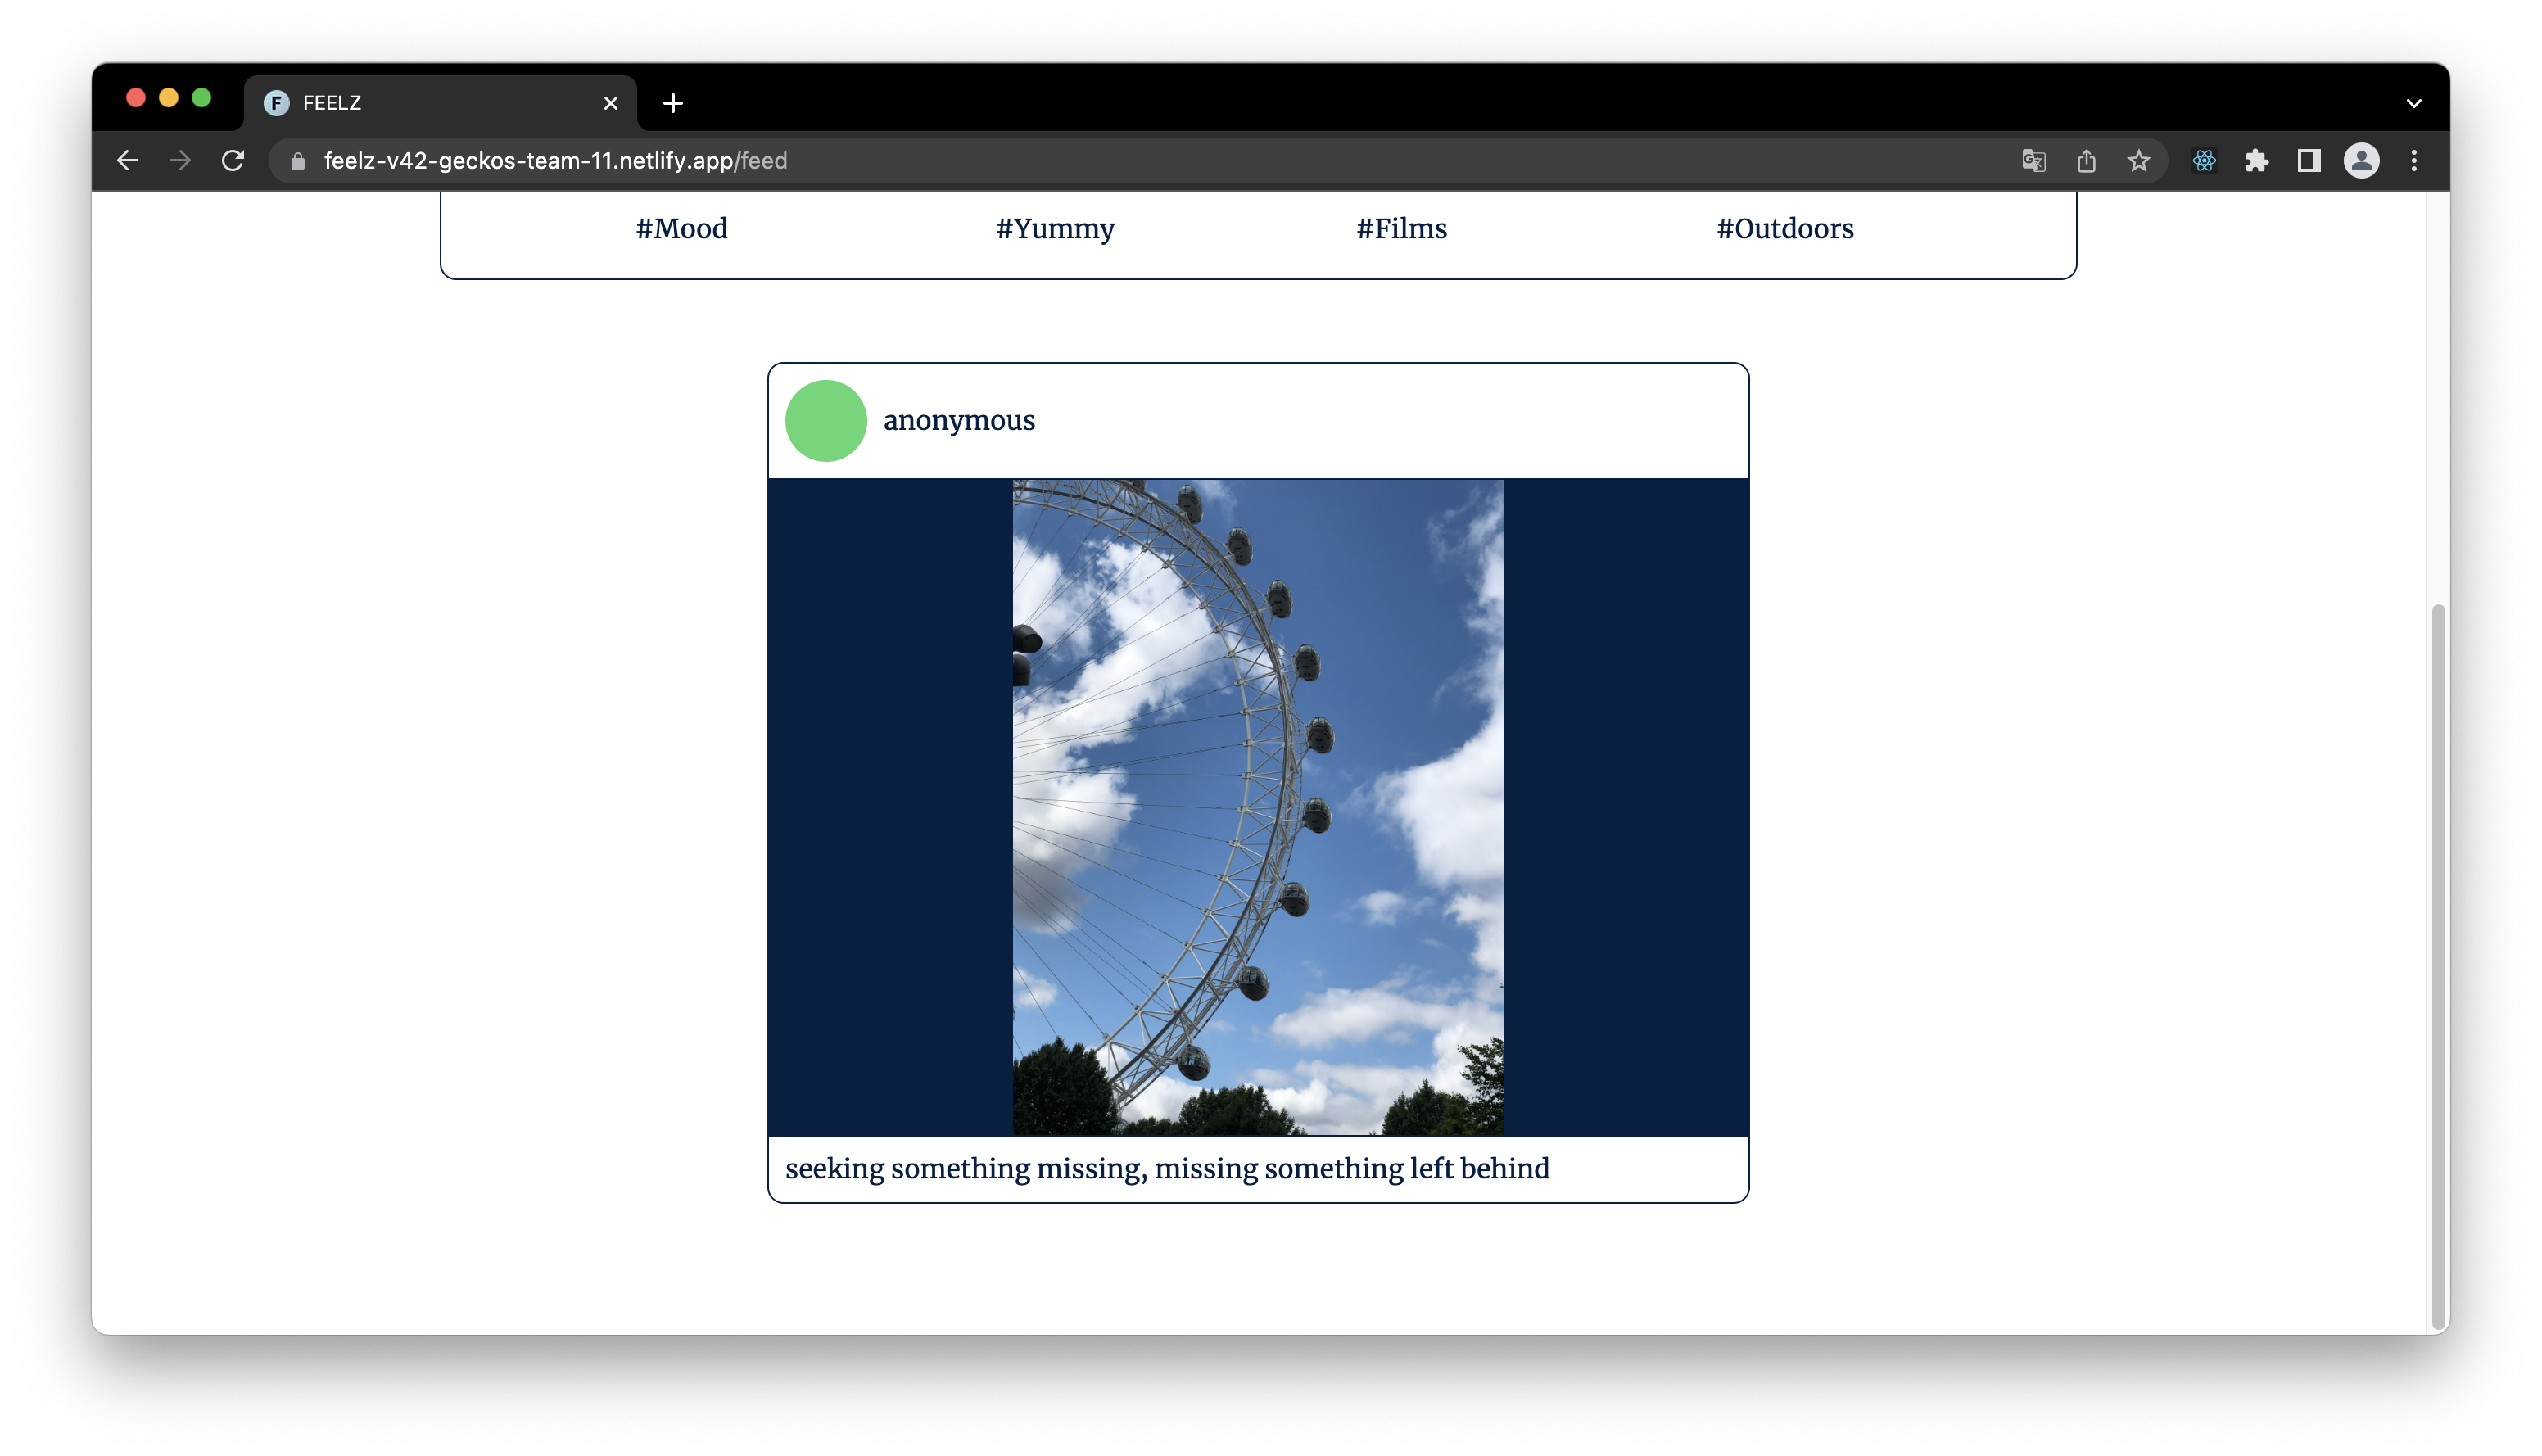 F FEELZ
feelz-v42-geckos-team-11.netlify.app/feed
#Mood #Yummy #Films #Outdoors
anonymous
seeking something missing, missing something left behind